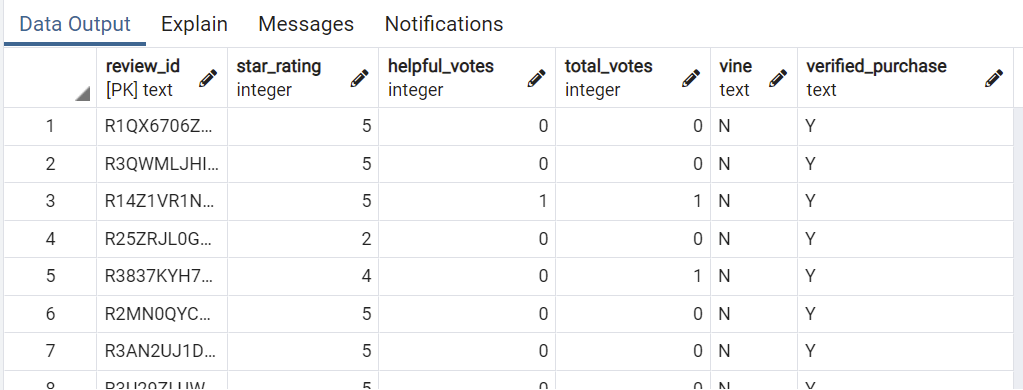 Data Output Explain Messages Notifications
review_id star_rating helpful_votes total_votes vine verified_purchase
[PK] text integer integer integer text text
1 R1QX6706Z... 5 0 0 N Y
2 R3QWMLJHI... 5 0 0 N Y
3 R14Z1VR1N... 5 1 1 N Y
4 R25ZRJL0G... 2 0 0 N Y
5 R3837KYH7... 4 0 1 N Y
6 R2MN0QYC... 5 0 0 N Y
7 R3AN2UJ1D... 5 0 0 N Y
8 5 0 0 N Y